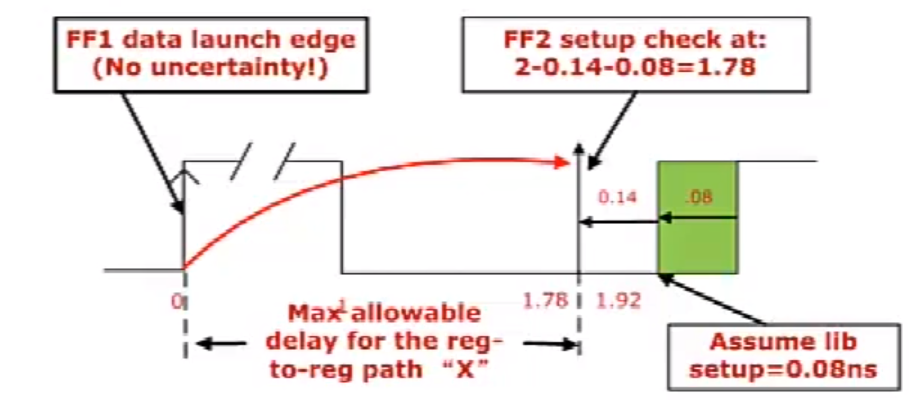 FF1 data launch edge
(No uncertainty!)
FF2 setup check at:
2-0.14-0.08=1.78
0.14
.08
0
1
1.78
1.92
Max allowable
delay for the reg-
to-reg path "X"
Assume lib
setup=0.08ns